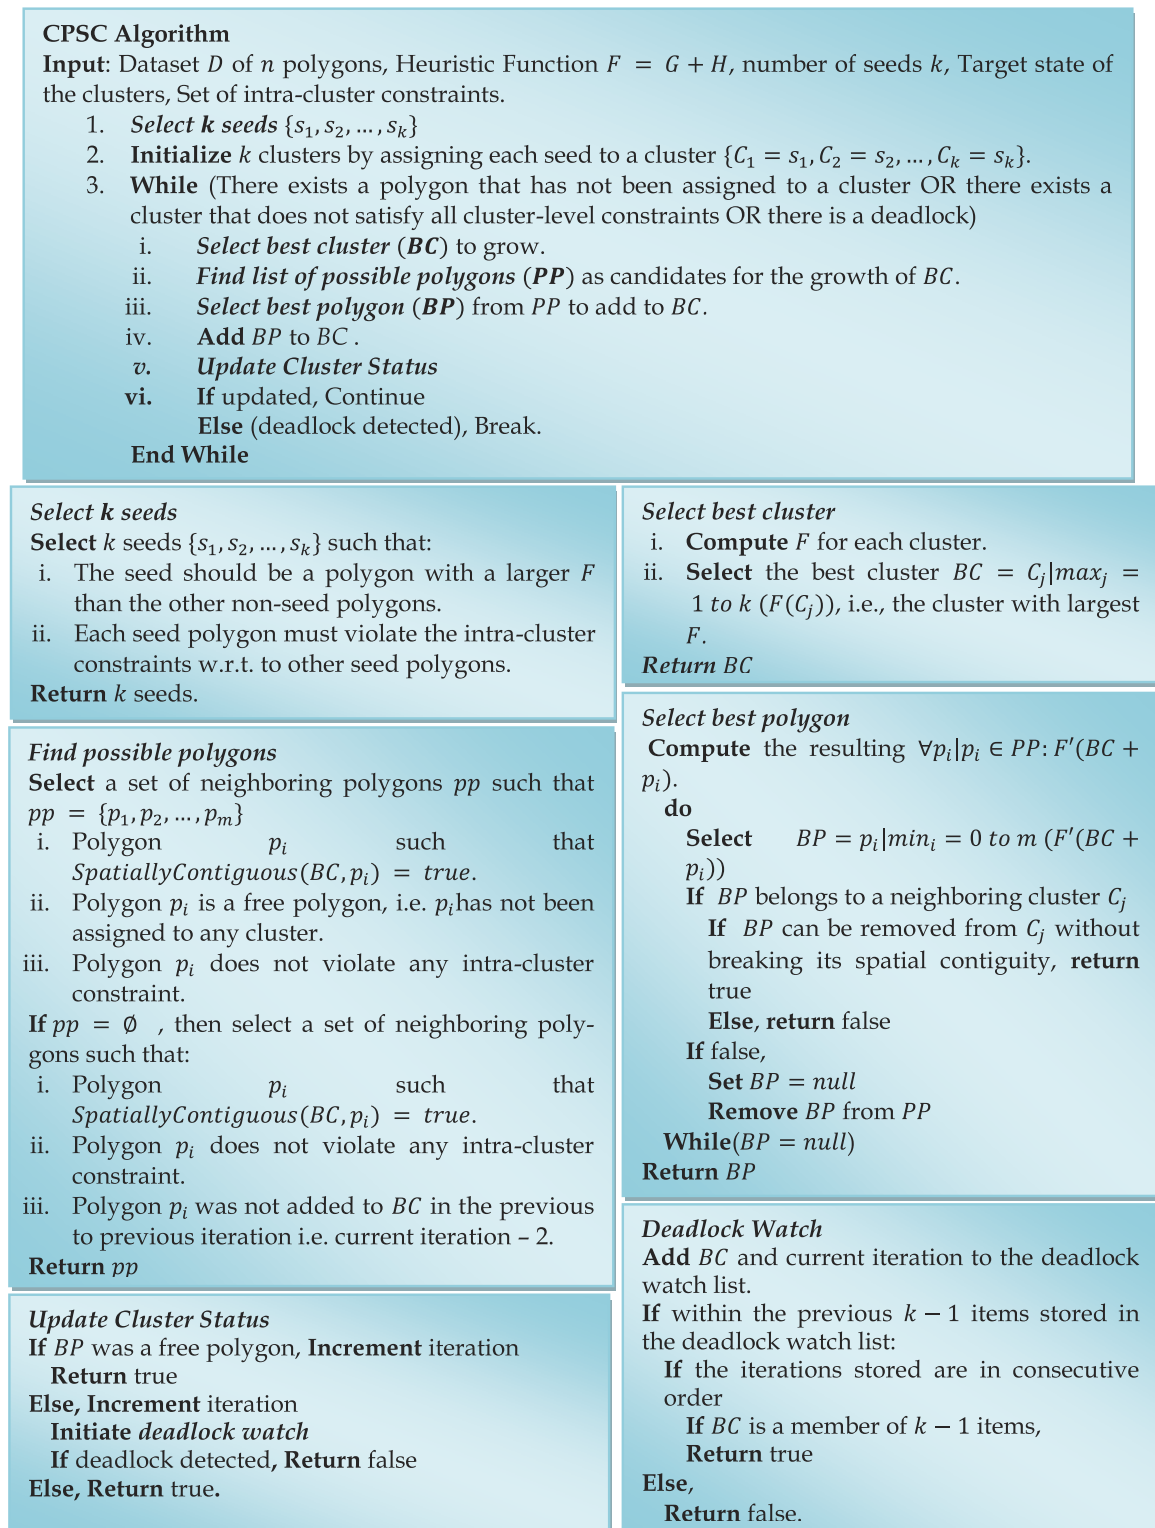 CPSC Algorithm
Input: Dataset D of n polygons, Heuristic Function F = G + H, number of seeds k, Target state of
the clusters, Set of intra-cluster constraints.
1. Select k seeds {s₁, s₂, … , sₖ}
2. Initialize k clusters by assigning each seed to a cluster {C₁ = s₁, C₂ = s₂, … , Cₖ = sₖ}.
3. While (There exists a polygon that has not been assigned to a cluster OR there exists a
cluster that does not satisfy all cluster-level constraints OR there is a deadlock)
i. Select best cluster (BC) to grow.
ii. Find list of possible polygons (PP) as candidates for the growth of BC.
iii. Select best polygon (BP) from PP to add to BC.
iv. Add BP to BC .
v. Update Cluster Status
vi. If updated, Continue
Else (deadlock detected), Break.
End While
Select k seeds
Select k seeds {s₁, s₂, … , sₖ} such that:
i. The seed should be a polygon with a larger F
than the other non-seed polygons.
ii. Each seed polygon must violate the intra-cluster
constraints w.r.t. to other seed polygons.
Return k seeds.
Find possible polygons
Select a set of neighboring polygons pp such that
pp = {p₁, p₂, … , pₘ}
i. Polygon pᵢ such that
SpatiallyContiguous(BC, pᵢ) = true.
ii. Polygon pᵢ is a free polygon, i.e. pᵢhas not been
assigned to any cluster.
iii. Polygon pᵢ does not violate any intra-cluster
constraint.
If pp = ∅ , then select a set of neighboring poly-
gons such that:
i. Polygon pᵢ such that
SpatiallyContiguous(BC, pᵢ) = true.
ii. Polygon pᵢ does not violate any intra-cluster
constraint.
iii. Polygon pᵢ was not added to BC in the previous
to previous iteration i.e. current iteration – 2.
Return pp
Update Cluster Status
If BP was a free polygon, Increment iteration
Return true
Else, Increment iteration
Initiate deadlock watch
If deadlock detected, Return false
Else, Return true.
Select best cluster
i. Compute F for each cluster.
ii. Select the best cluster BC = Cⱼ|maxⱼ =
1 to k (F(Cⱼ)), i.e., the cluster with largest
F.
Return BC
Select best polygon
Compute the resulting ∀pᵢ|pᵢ ∈ PP: F′(BC +
pᵢ).
do
Select BP = pᵢ|minᵢ = 0 to m (F′(BC +
pᵢ))
If BP belongs to a neighboring cluster Cⱼ
If BP can be removed from Cⱼ without
breaking its spatial contiguity, return
true
Else, return false
If false,
Set BP = null
Remove BP from PP
While(BP = null)
Return BP
Deadlock Watch
Add BC and current iteration to the deadlock
watch list.
If within the previous k − 1 items stored in
the deadlock watch list:
If the iterations stored are in consecutive
order
If BC is a member of k − 1 items,
Return true
Else,
Return false.